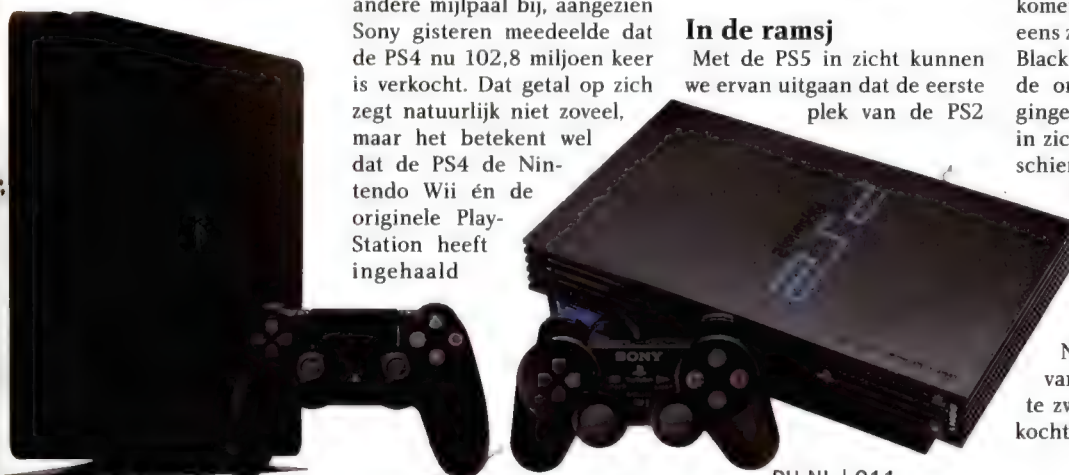 andere mijlpaal bij, aangezien
Sony gisteren meedeelde dat
de PS4 nu 102,8 miljoen keer
is verkocht. Dat getal op zich
zegt natuurlijk niet zoveel,
maar het betekent wel
dat de PS4 de Nin-
tendo Wii én de
originele Play-
Station heeft
ingehaald
In de ramsj
Met de PS5 in zicht kunnen
we ervan uitgaan dat de eerste
plek van de PS2
SONY
kome
eens z
Black
de o
ginge
in zic
schier
N
van
te zw
kocht